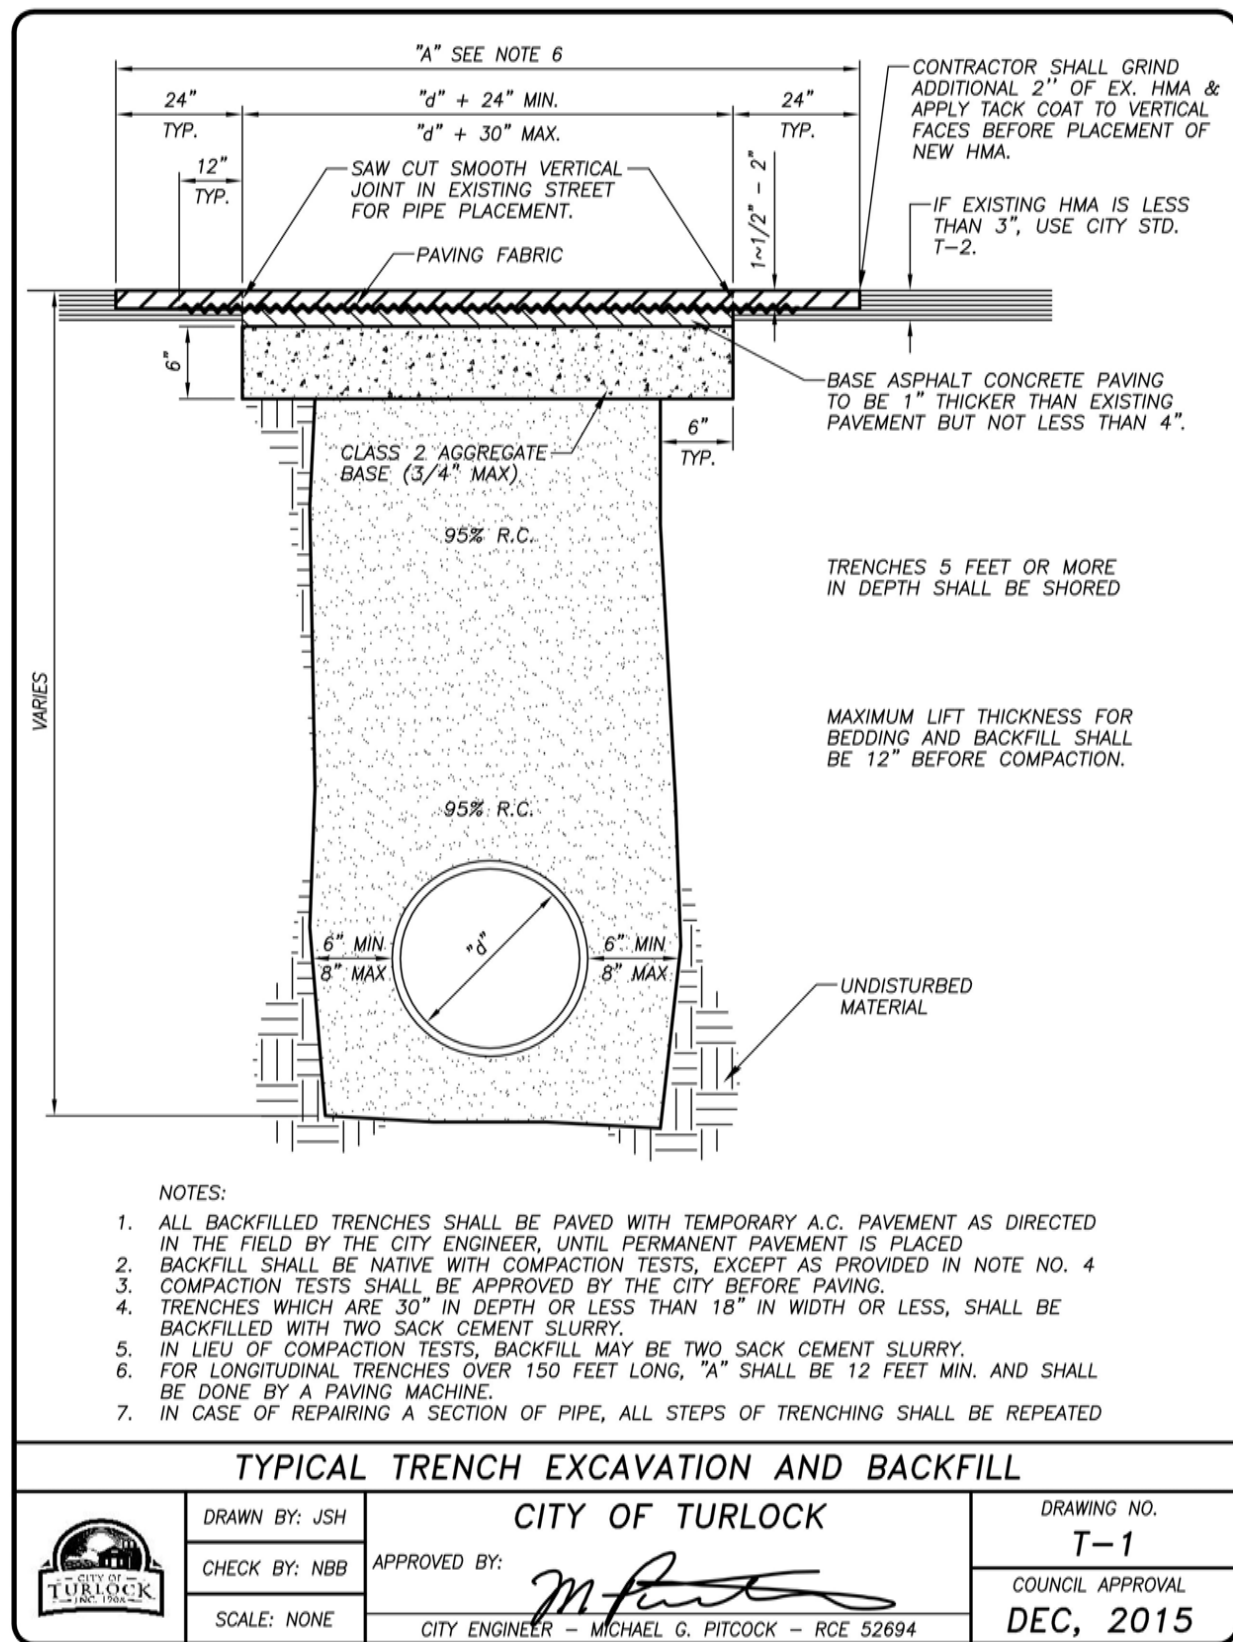 "A" SEE NOTE 6
24"
TYP.
"d" + 24" MIN.
"d" + 30" MAX.
24"
TYP.
12"
TYP.
SAW CUT SMOOTH VERTICAL
JOINT IN EXISTING STREET
FOR PIPE PLACEMENT.
PAVING FABRIC
1~1/2" - 2"
CONTRACTOR SHALL GRIND
ADDITIONAL 2'' OF EX. HMA &
APPLY TACK COAT TO VERTICAL
FACES BEFORE PLACEMENT OF
NEW HMA.
IF EXISTING HMA IS LESS
THAN 3", USE CITY STD.
T-2.
6"
BASE ASPHALT CONCRETE PAVING
TO BE 1" THICKER THAN EXISTING
PAVEMENT BUT NOT LESS THAN 4".
6"
TYP.
CLASS 2 AGGREGATE
BASE (3/4" MAX)
95% R.C.
TRENCHES 5 FEET OR MORE
IN DEPTH SHALL BE SHORED
VARIES
MAXIMUM LIFT THICKNESS FOR
BEDDING AND BACKFILL SHALL
BE 12" BEFORE COMPACTION.
95% R.C.
6" MIN
8" MAX
"d"
6" MIN
8" MAX
UNDISTURBED
MATERIAL
NOTES:
1. ALL BACKFILLED TRENCHES SHALL BE PAVED WITH TEMPORARY A.C. PAVEMENT AS DIRECTED
IN THE FIELD BY THE CITY ENGINEER, UNTIL PERMANENT PAVEMENT IS PLACED
2. BACKFILL SHALL BE NATIVE WITH COMPACTION TESTS, EXCEPT AS PROVIDED IN NOTE NO. 4
3. COMPACTION TESTS SHALL BE APPROVED BY THE CITY BEFORE PAVING.
4. TRENCHES WHICH ARE 30" IN DEPTH OR LESS THAN 18" IN WIDTH OR LESS, SHALL BE
BACKFILLED WITH TWO SACK CEMENT SLURRY.
5. IN LIEU OF COMPACTION TESTS, BACKFILL MAY BE TWO SACK CEMENT SLURRY.
6. FOR LONGITUDINAL TRENCHES OVER 150 FEET LONG, "A" SHALL BE 12 FEET MIN. AND SHALL
BE DONE BY A PAVING MACHINE.
7. IN CASE OF REPAIRING A SECTION OF PIPE, ALL STEPS OF TRENCHING SHALL BE REPEATED
TYPICAL TRENCH EXCAVATION AND BACKFILL
CITY OF
TURLOCK
INC. 1908
DRAWN BY: JSH
CHECK BY: NBB
SCALE: NONE
CITY OF TURLOCK
APPROVED BY:
CITY ENGINEER - MICHAEL G. PITCOCK - RCE 52694
DRAWING NO.
T-1
COUNCIL APPROVAL
DEC, 2015